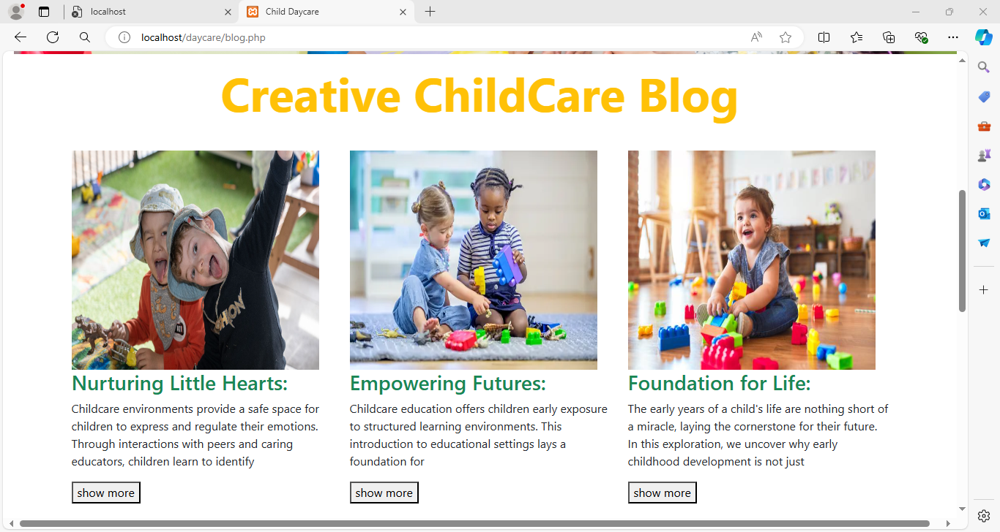 localhost
Child Daycare
localhost/daycare/blog.php
Creative ChildCare Blog
Nurturing Little Hearts:
Childcare environments provide a safe space for
children to express and regulate their emotions.
Through interactions with peers and caring
educators, children learn to identify
show more
Empowering Futures:
Childcare education offers children early exposure
to structured learning environments. This
introduction to educational settings lays a
foundation for
show more
Foundation for Life:
The early years of a child's life are nothing short of
a miracle, laying the cornerstone for their future.
In this exploration, we uncover why early
childhood development is not just
show more